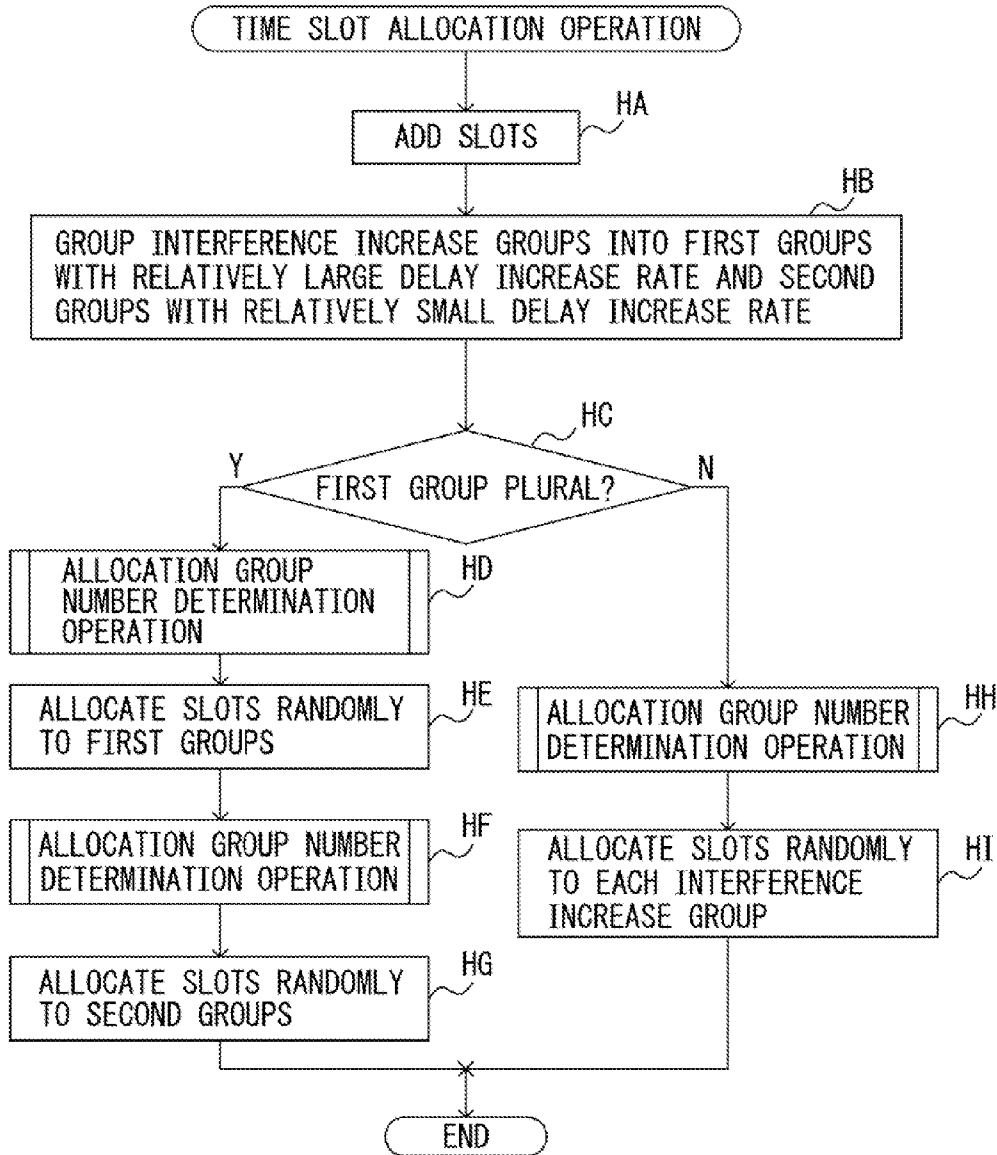 TIME SLOT ALLOCATION OPERATION
HA
ADD SLOTS
HB
GROUP INTERFERENCE INCREASE GROUPS INTO FIRST GROUPS
WITH RELATIVELY LARGE DELAY INCREASE RATE AND SECOND
GROUPS WITH RELATIVELY SMALL DELAY INCREASE RATE
HC
Y
N
FIRST GROUP PLURAL?
HD
ALLOCATION GROUP
NUMBER DETERMINATION
OPERATION
HE
ALLOCATE SLOTS RANDOMLY
TO FIRST GROUPS
HF
ALLOCATION GROUP NUMBER
DETERMINATION OPERATION
HG
ALLOCATE SLOTS RANDOMLY
TO SECOND GROUPS
HH
ALLOCATION GROUP NUMBER
DETERMINATION OPERATION
HI
ALLOCATE SLOTS RANDOMLY
TO EACH INTERFERENCE
INCREASE GROUP
END